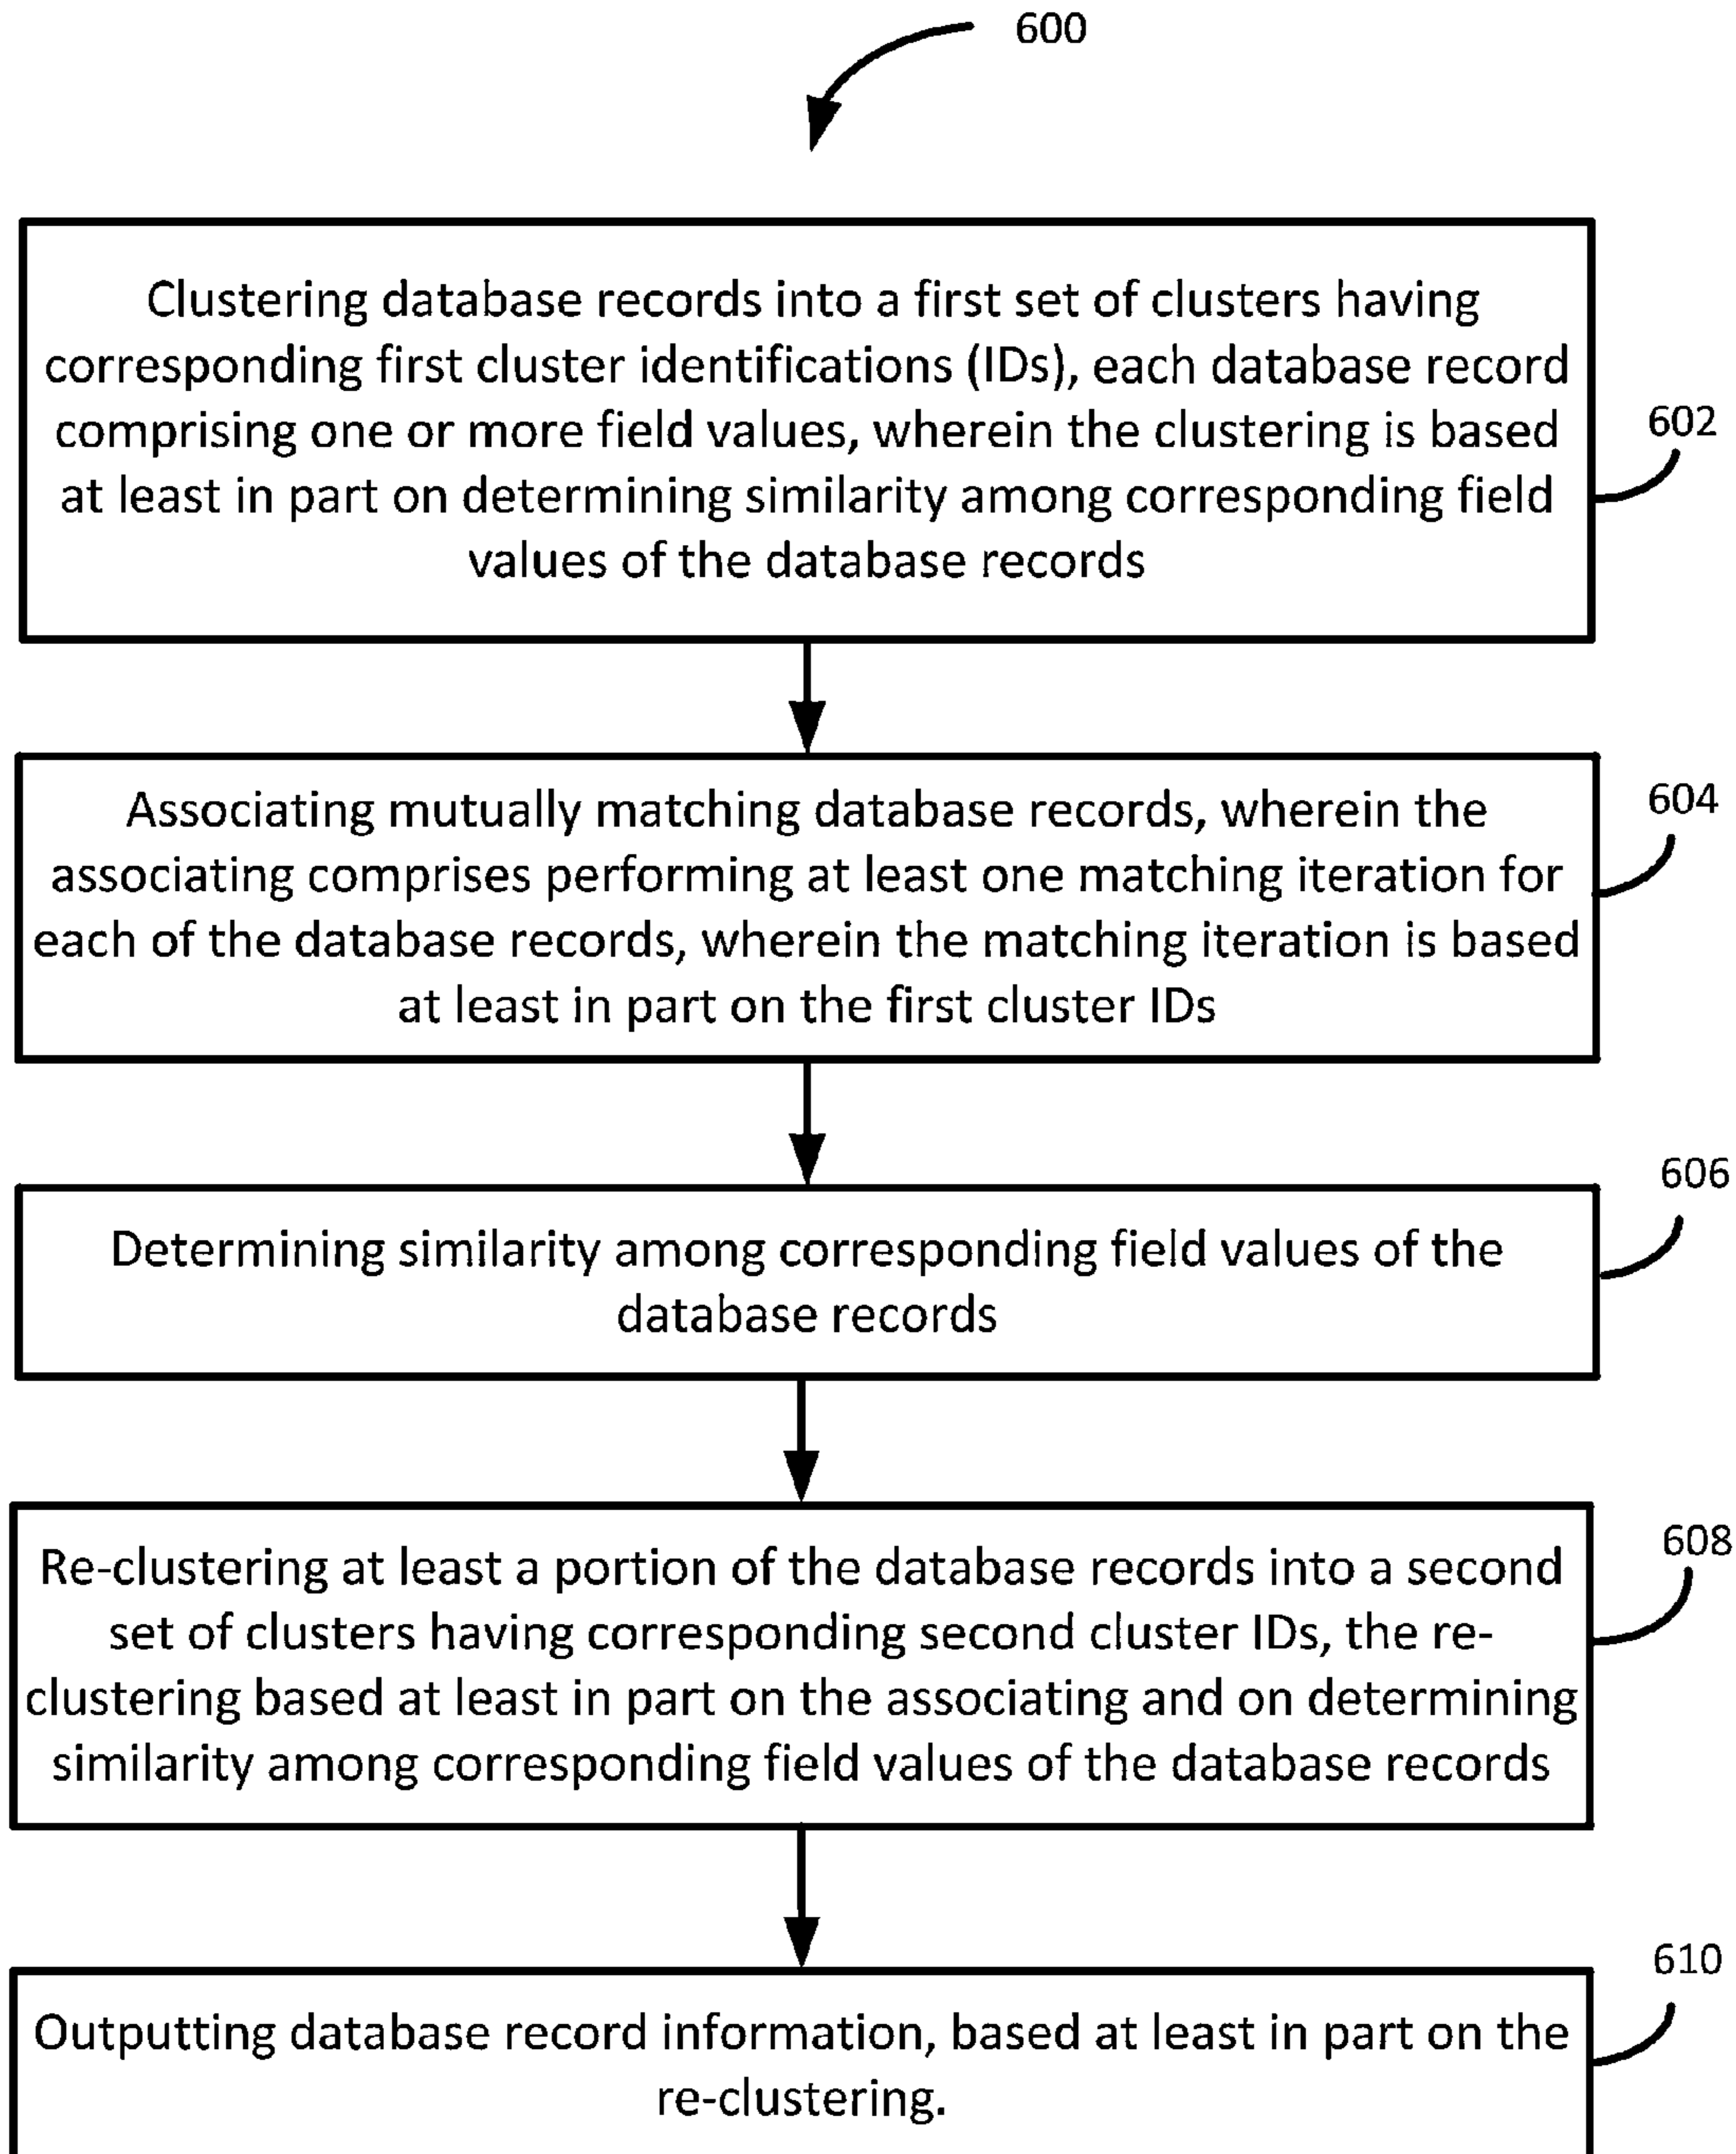 600
Clustering database records into a first set of clusters having
corresponding first cluster identifications (IDs), each database record
comprising one or more field values, wherein the clustering is based
at least in part on determining similarity among corresponding field
values of the database records
602
Associating mutually matching database records, wherein the
associating comprises performing at least one matching iteration for
each of the database records, wherein the matching iteration is based
at least in part on the first cluster IDs
604
Determining similarity among corresponding field values of the
database records
606
Re-clustering at least a portion of the database records into a second
set of clusters having corresponding second cluster IDs, the re-
clustering based at least in part on the associating and on determining
similarity among corresponding field values of the database records
608
Outputting database record information, based at least in part on the
re-clustering.
610